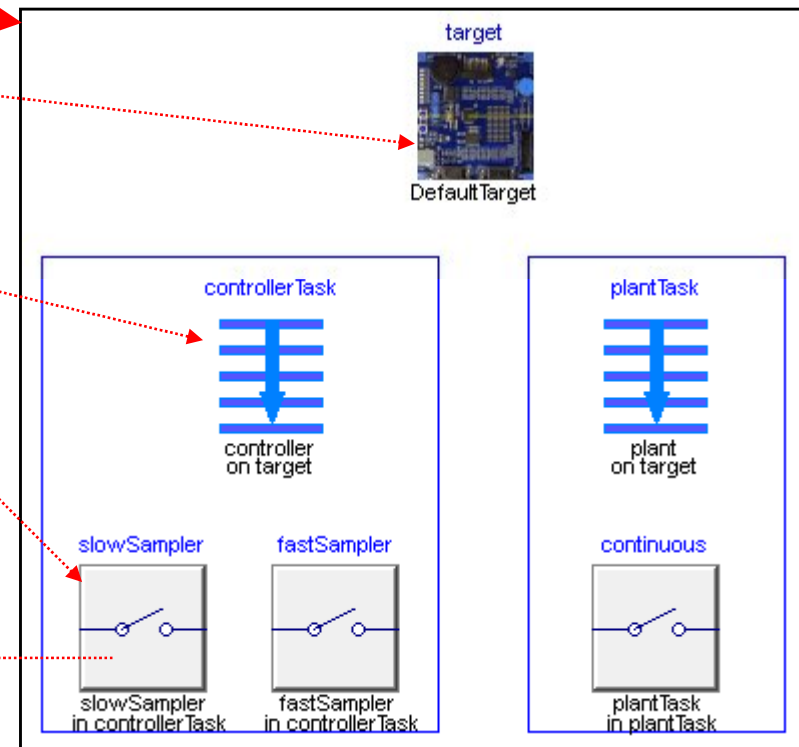 target
DefaultTarget
controllerTask
controller
on target
plantTask
plant
on target
slowSampler
slowSampler
in controllerTask
fastSampler
fastSampler
in controllerTask
continuous
plantTask
in plantTask